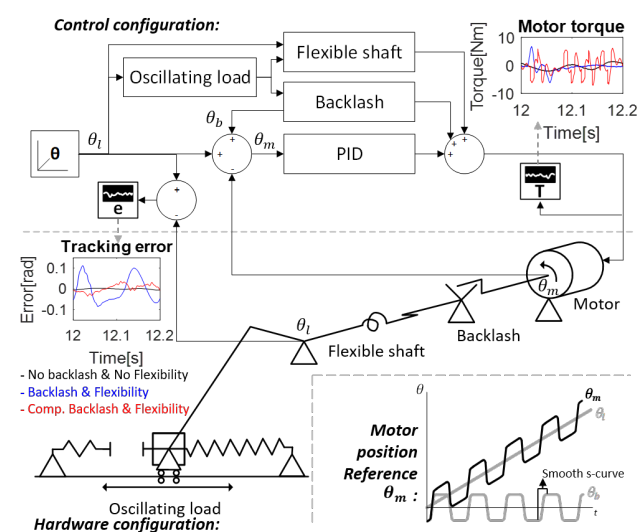 Control configuration:
Flexible shaft
Oscillating load
Backlash
θb
θl
θm
PID
θ
e
T
Motor torque
Torque[Nm]
10
0
-10
12
12.1
12.2
Time[s]
Tracking error
Error[rad]
0.1
0
-0.1
12
12.1
12.2
Time[s]
θm
Motor
Backlash
θl
Flexible shaft
- No backlash & No Flexibility
- Backlash & Flexibility
- Comp. Backlash & Flexibility
Oscillating load
Hardware configuration:
Motor
position
Reference
θm :
θ
θm
θl
Smooth s-curve
θb
t
+
+
+
-
+
+
+
+
-